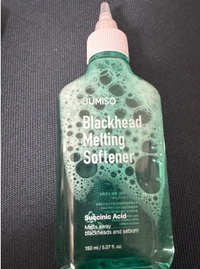 JUMISO
Blackhead
Melting
Softener
Succinic Acid
Melts away
blackheads and sebum
150 ml / 5.07 fl. oz.